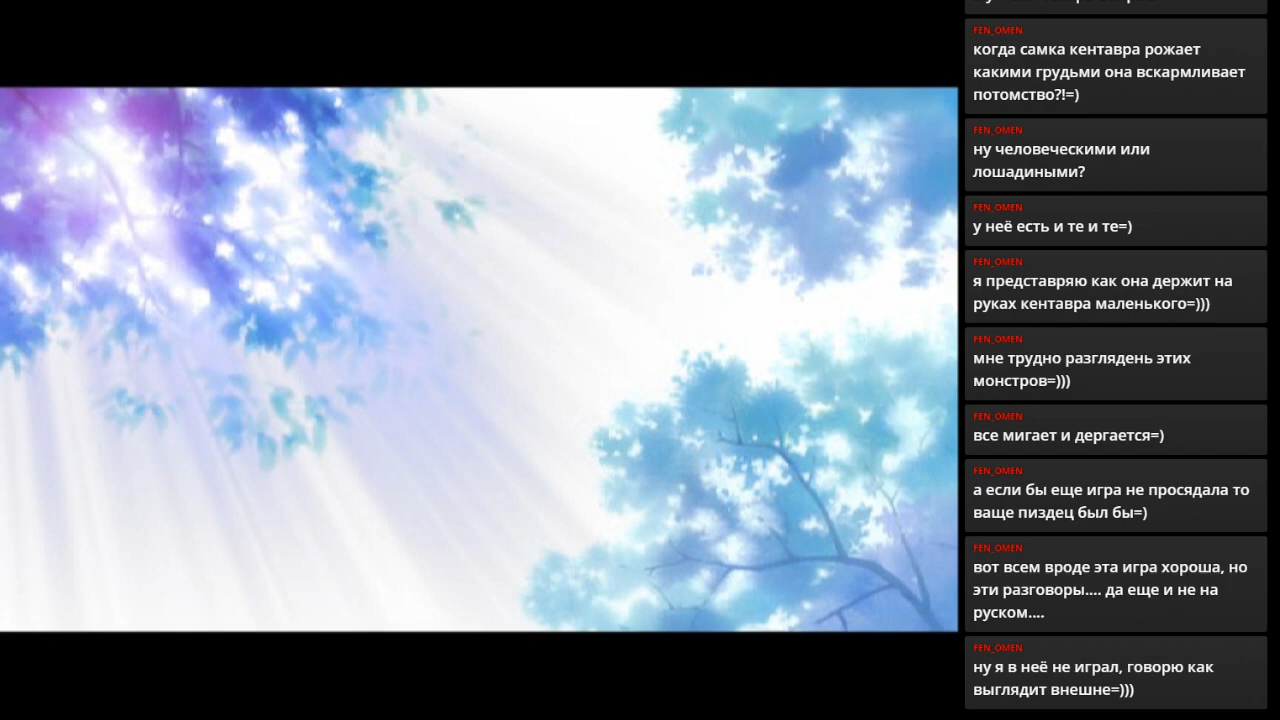 FEN_OMEN
когда самка кентавра рожает
какими грудьми она вскармливает
потомство?!=)
FEN_OMEN
ну человеческими или
лошадиными?
FEN_OMEN
у неё есть и те и те=)
FEN_OMEN
я представряю как она держит на
руках кентавра маленького=)))
FEN_OMEN
мне трудно разглядень этих
монстров=)))
FEN_OMEN
все мигает и дергается=)
FEN_OMEN
а если бы еще игра не просядала то
ваще пиздец был бы=)
FEN_OMEN
вот всем вроде эта игра хороша, но
эти разговоры.... да еще и не на
руском....
FEN_OMEN
ну я в неё не играл, говорю как
выглядит внешне=)))